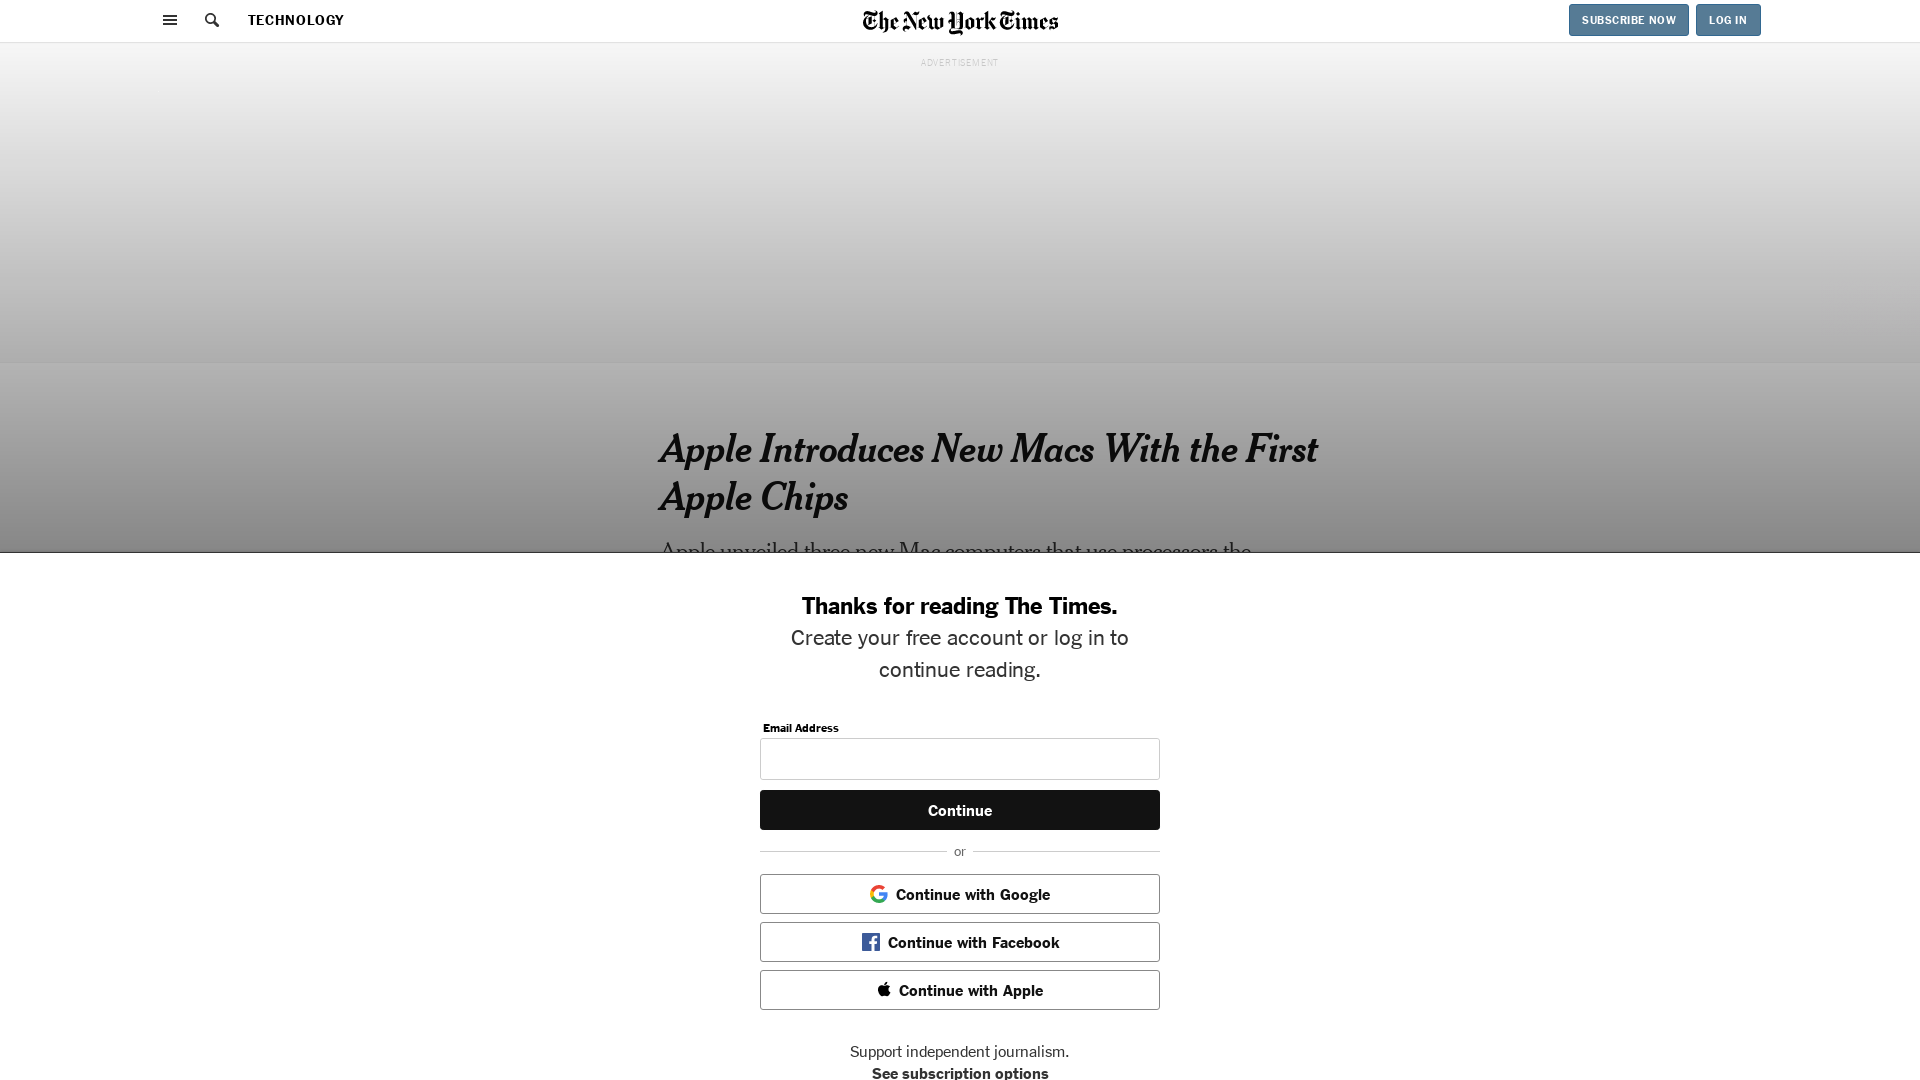 TECHNOLOGY
The New York Times
SUBSCRIBE NOW
LOG IN
ADVERTISEMENT
Apple Introduces New Macs With the First
Apple Chips
Apple unveiled three new Mac computers that use processors the
Thanks for reading The Times.
Create your free account or log in to
continue reading.
Email Address
Continue
or
Continue with Google
Continue with Facebook
Continue with Apple
Support independent journalism.
See subscription options